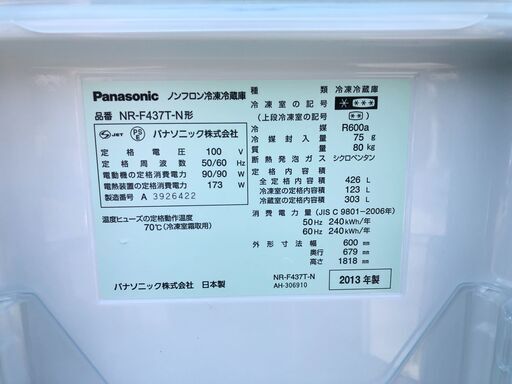 Panasonic ノンフロン冷凍冷蔵庫
品番 NR-F437T-N形
JET PS E パナソニック株式会社
定格電圧 100 V
定格周波数 50/60 Hz
電動機の定格消費電力 90/90 W
電熱装置の定格消費電力 173 W
製造番号 A 3926422
温度ヒューズの定格動作温度
70℃(冷凍室霜取用)
パナソニック株式会社 日本製
種類 冷凍冷蔵庫
冷凍室の記号 * ***
(上段冷凍室の記号) **
冷媒 R600a
冷媒封入量 75 g
質量 80 kg
断熱発泡ガス シクロペンタン
定格内容積
全定格内容積 426 L
冷凍室の定格内容積 123 L
冷蔵室の定格内容積 303 L
消費電力量 (JIS C 9801-2006年)
50Hz 240kWh/年
60Hz 240kWh/年
外形寸法 幅 600 mm
奥行 679 mm
高さ 1818 mm
NR-F437T-N
AH-306910
2013年製